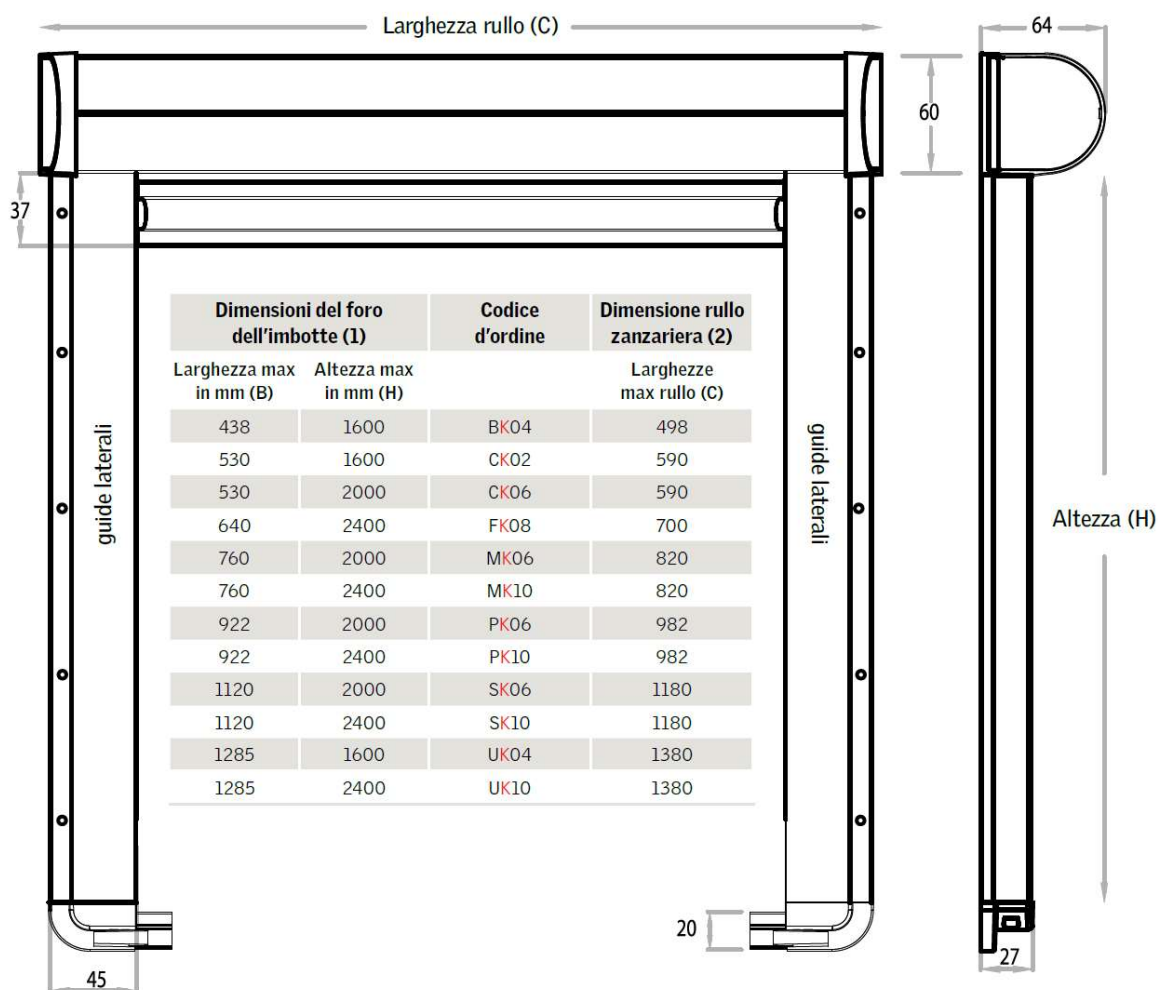 Larghezza rullo (C)
64
60
37
Dimensioni del foro
dell'imbotte (1)
Codice
d'ordine
Dimensione rullo
zanzariera (2)
Larghezza max
in mm (B)
Altezza max
in mm (H)
Larghezze
max rullo (C)
438 1600 BK04 498
530 1600 CK02 590
530 2000 CK06 590
640 2400 FK08 700
760 2000 MK06 820
760 2400 MK10 820
922 2000 PK06 982
922 2400 PK10 982
1120 2000 SK06 1180
1120 2400 SK10 1180
1285 1600 UK04 1380
1285 2400 UK10 1380
guide laterali
guide laterali
Altezza (H)
20
27
45